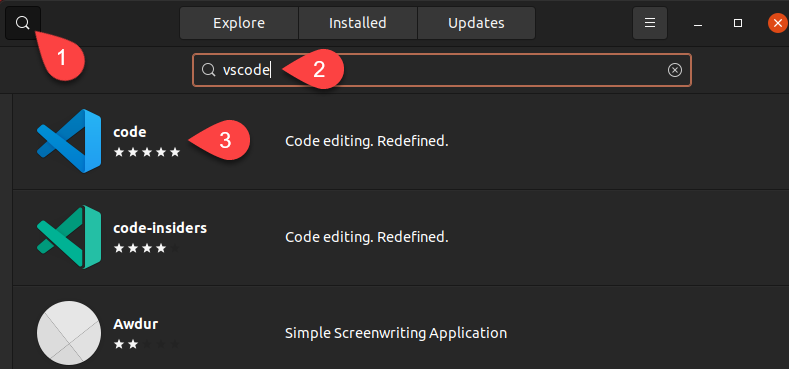 Explore Installed Updates
1
vscode 2
code 3
Code editing. Redefined.
code-insiders
Code editing. Redefined.
Awdur
Simple Screenwriting Application